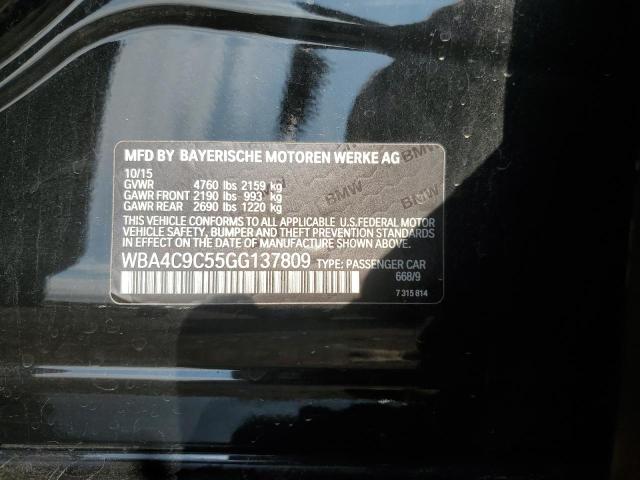 MFD BY BAYERISCHE MOTOREN WERKE AG
10/15
GVWR 4760 lbs 2159 kg
GAWR FRONT 2190 lbs 993 kg
GAWR REAR 2690 lbs 1220 kg
THIS VEHICLE CONFORMS TO ALL APPLICABLE U.S.FEDERAL MOTOR
VEHICLE SAFETY, BUMPER AND THEFT PREVENTION STANDARDS
IN EFFECT ON THE DATE OF MANUFACTURE SHOWN ABOVE.
WBA4C9C55GG137809 TYPE: PASSENGER CAR
668/9
7 315 814
BMW
BMW
BMW